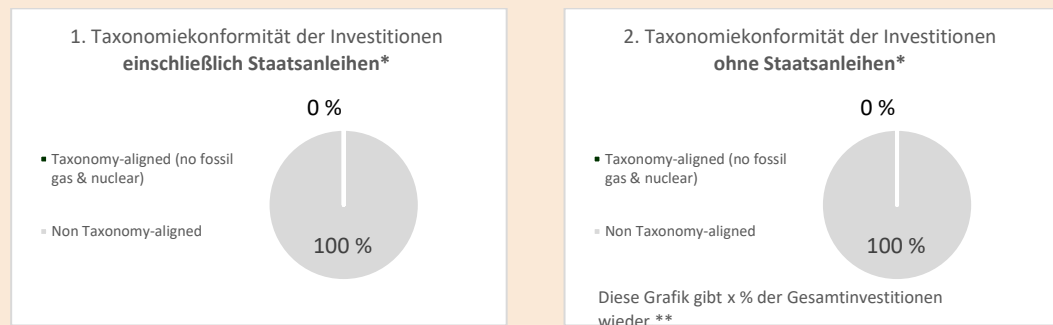 1. Taxonomiekonformität der Investitionen
einschließlich Staatsanleihen*
0 %
▪ Taxonomy-aligned (no fossil
gas & nuclear)
▪ Non Taxonomy-aligned
100 %
2. Taxonomiekonformität der Investitionen
ohne Staatsanleihen*
0 %
▪ Taxonomy-aligned (no fossil
gas & nuclear)
▪ Non Taxonomy-aligned
100 %
Diese Grafik gibt x % der Gesamtinvestitionen
wieder **